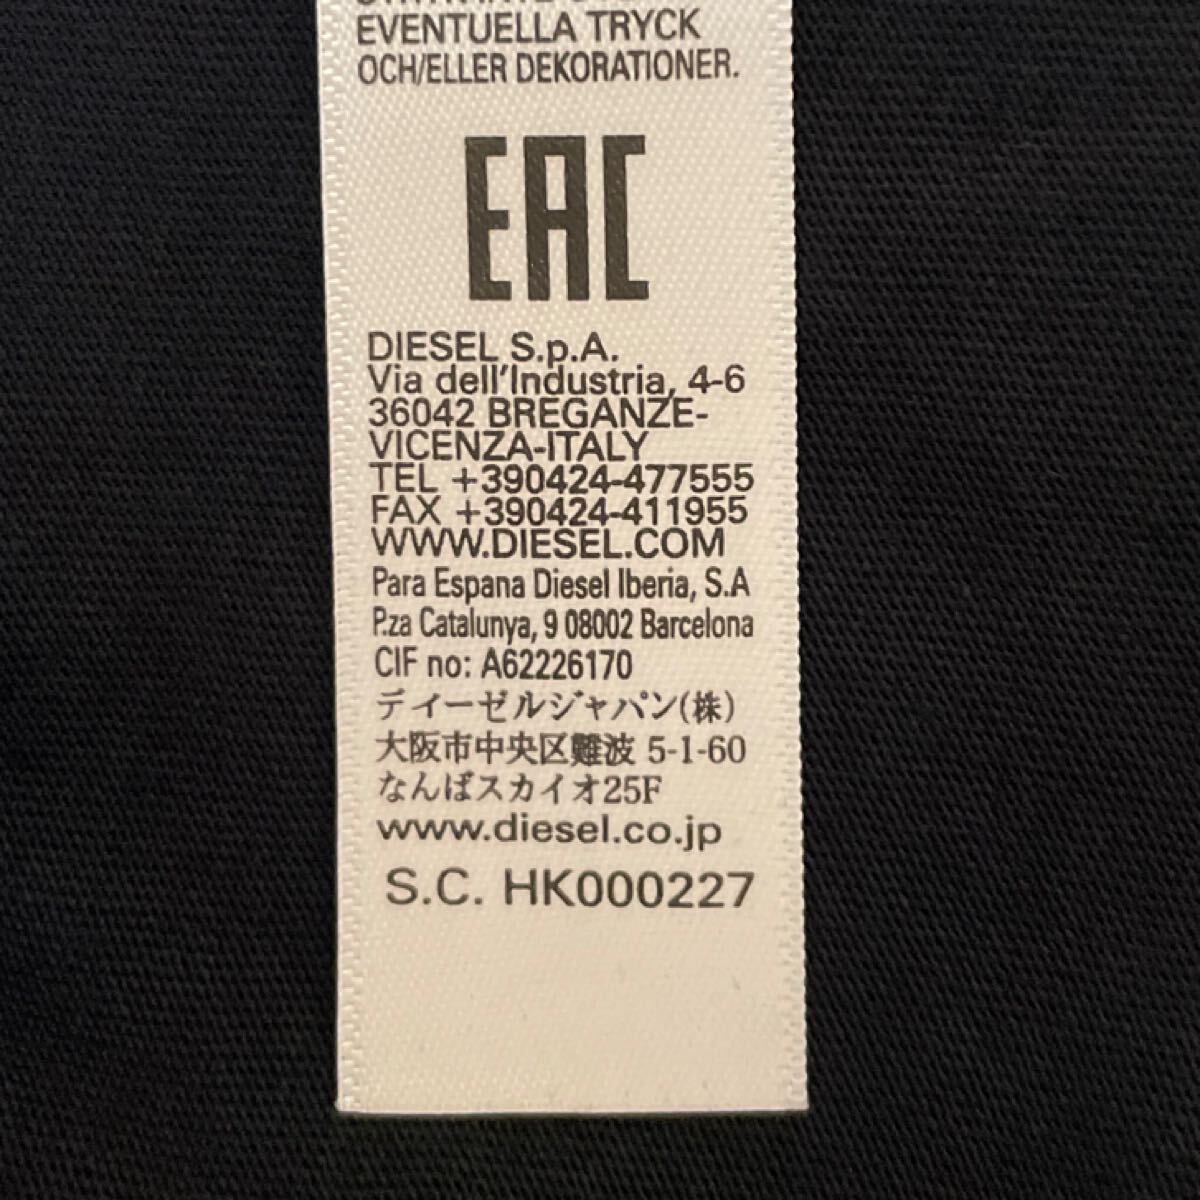 EVENTUELLA TRYCK
OCH/ELLER DEKORATIONER.
EAC
DIESEL S.p.A.
Via dell'Industria, 4-6
36042 BREGANZE-
VICENZA-ITALY
TEL +390424-477555
FAX +390424-411955
WWW.DIESEL.COM
Para Espana Diesel Iberia, S.A
P.za Catalunya, 9 08002 Barcelona
CIF no: A62226170
ディーゼルジャパン(株)
大阪市中央区難波 5-1-60
なんばスカイオ25F
www.diesel.co.jp
S.C. HK000227